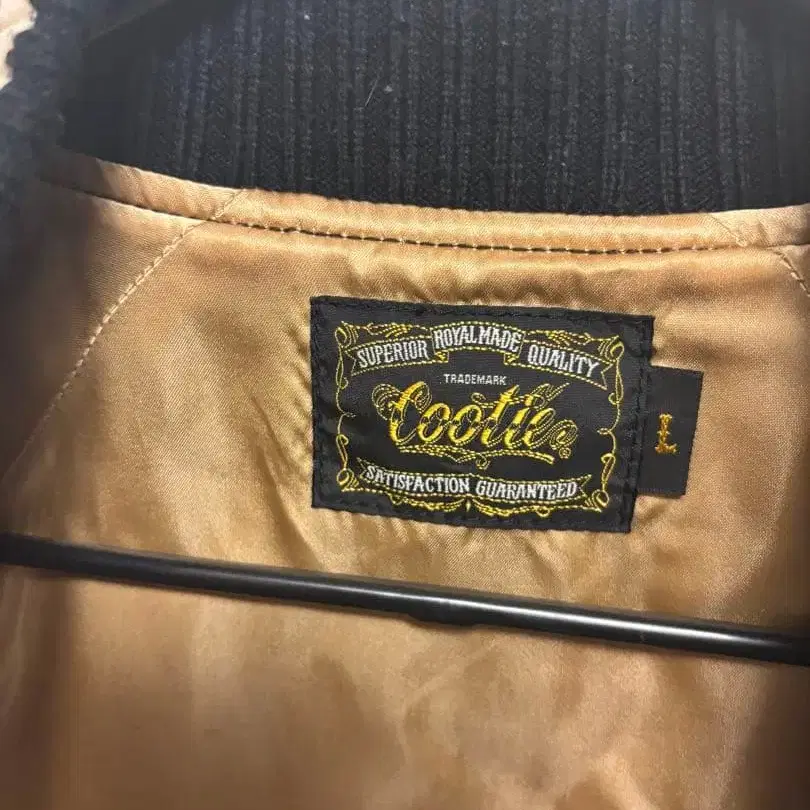 SUPERIOR ROYALMADE QUALITY
TRADEMARK
Cootie®
SATISFACTION GUARANTEED
L